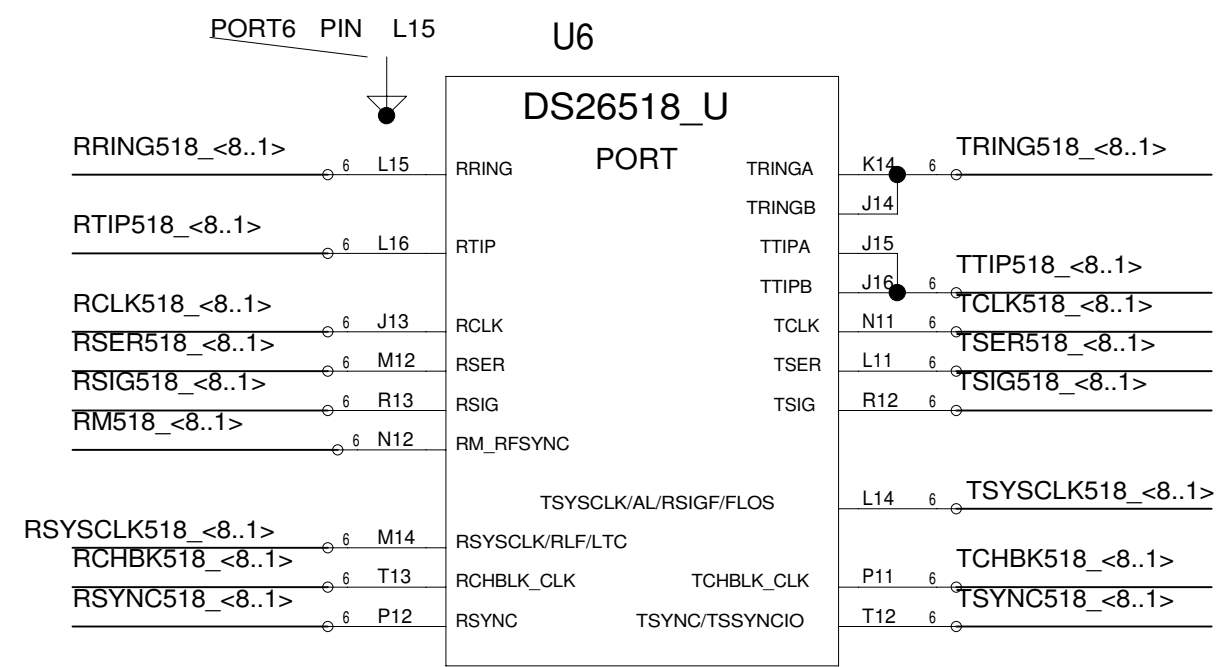 PORT6 PIN L15
U6
DS26518_U
PORT
RRING518_<8..1> 6 L15 RRING TRINGA K14 6 TRING518_<8..1>
TRINGB J14
RTIP518_<8..1> 6 L16 RTIP TTIPA J15
TTIPB J16 6 TTIP518_<8..1>
RCLK518_<8..1> 6 J13 RCLK TCLK N11 6 TCLK518_<8..1>
RSER518_<8..1> 6 M12 RSER TSER L11 6 TSER518_<8..1>
RSIG518_<8..1> 6 R13 RSIG TSIG R12 6 TSIG518_<8..1>
RM518_<8..1> 6 N12 RM_RFSYNC
TSYSCLK/AL/RSIGF/FLOS L14 6 TSYSCLK518_<8..1>
RSYSCLK518_<8..1> 6 M14 RSYSCLK/RLF/LTC
RCHBK518_<8..1> 6 T13 RCHBLK_CLK TCHBLK_CLK P11 6 TCHBK518_<8..1>
RSYNC518_<8..1> 6 P12 RSYNC TSYNC/TSSYNCIO T12 6 TSYNC518_<8..1>